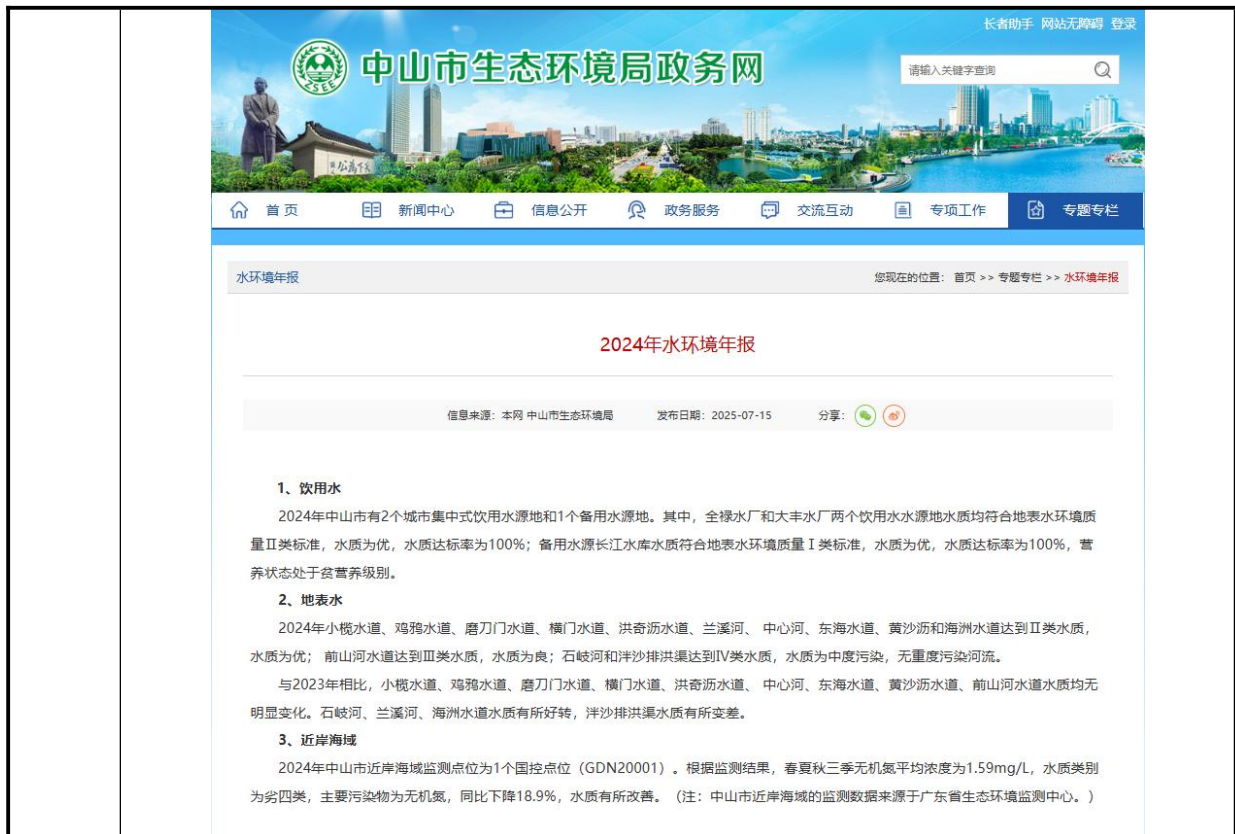 长者助手 网站无障碍 登录
中山市生态环境局政务网
请输入关键字查询
ZSEE
天下为公
首页 新闻中心 信息公开 政务服务 交流互动 专项工作 专题专栏
水环境年报 您现在的位置： 首页 >> 专题专栏 >> 水环境年报
2024年水环境年报
信息来源：本网 中山市生态环境局 发布日期：2025-07-15 分享：
1、饮用水
2024年中山市有2个城市集中式饮用水源地和1个备用水源地。其中，全禄水厂和大丰水厂两个饮用水水源地水质均符合地表水环境质
量Ⅱ类标准，水质为优，水质达标率为100%；备用水源长江水库水质符合地表水环境质量Ⅰ类标准，水质为优，水质达标率为100%，营
养状态处于贫营养级别。
2、地表水
2024年小榄水道、鸡鸦水道、磨刀门水道、横门水道、洪奇沥水道、兰溪河、 中心河、东海水道、黄沙沥和海洲水道达到Ⅱ类水质，
水质为优； 前山河水道达到Ⅲ类水质，水质为良；石岐河和泮沙排洪渠达到Ⅳ类水质，水质为中度污染，无重度污染河流。
与2023年相比，小榄水道、鸡鸦水道、磨刀门水道、横门水道、洪奇沥水道、 中心河、东海水道、黄沙沥水道、前山河水道水质均无
明显变化。石岐河、兰溪河、海洲水道水质有所好转，泮沙排洪渠水质有所变差。
3、近岸海域
2024年中山市近岸海域监测点位为1个国控点位（GDN20001）。根据监测结果，春夏秋三季无机氮平均浓度为1.59mg/L，水质类别
为劣四类，主要污染物为无机氮，同比下降18.9%，水质有所改善。（注：中山市近岸海域的监测数据来源于广东省生态环境监测中心。）